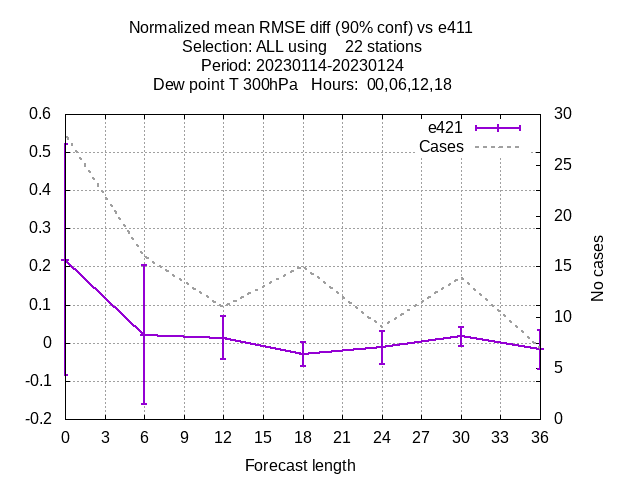 Normalized mean RMSE diff (90% conf) vs e411
Selection: ALL using    22 stations
Period: 20230114-20230124
Dew point T 300hPa   Hours:  00,06,12,18
e421
Cases
0.6
0.5
0.4
0.3
0.2
0.1
0
-0.1
-0.2
30
25
20
15
10
5
0
No cases
0 3 6 9 12 15 18 21 24 27 30 33 36
Forecast length